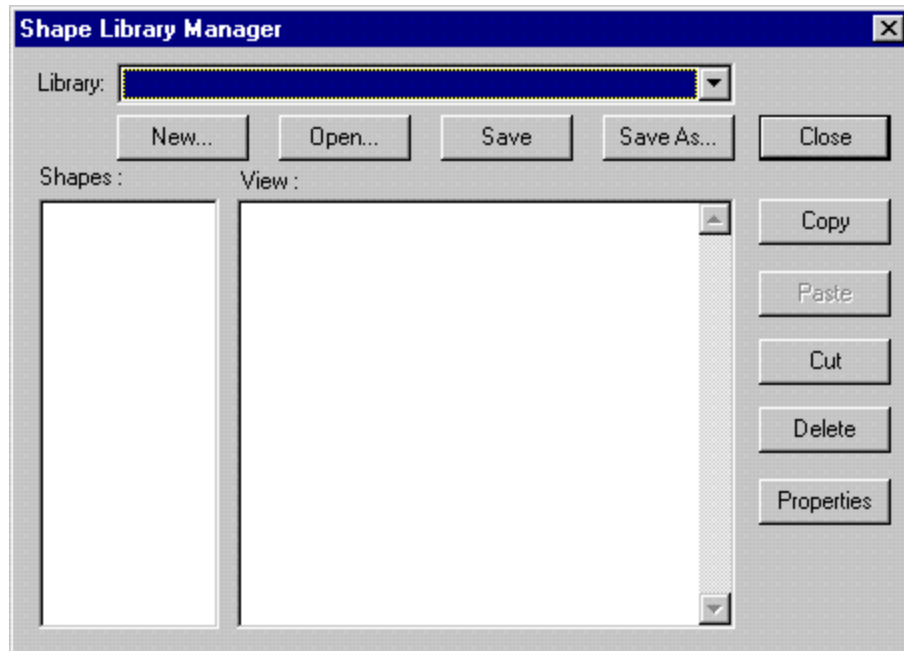 Shape Library Manager
Library:
New... Open... Save Save As... Close
Shapes : View :
Copy
Paste
Cut
Delete
Properties